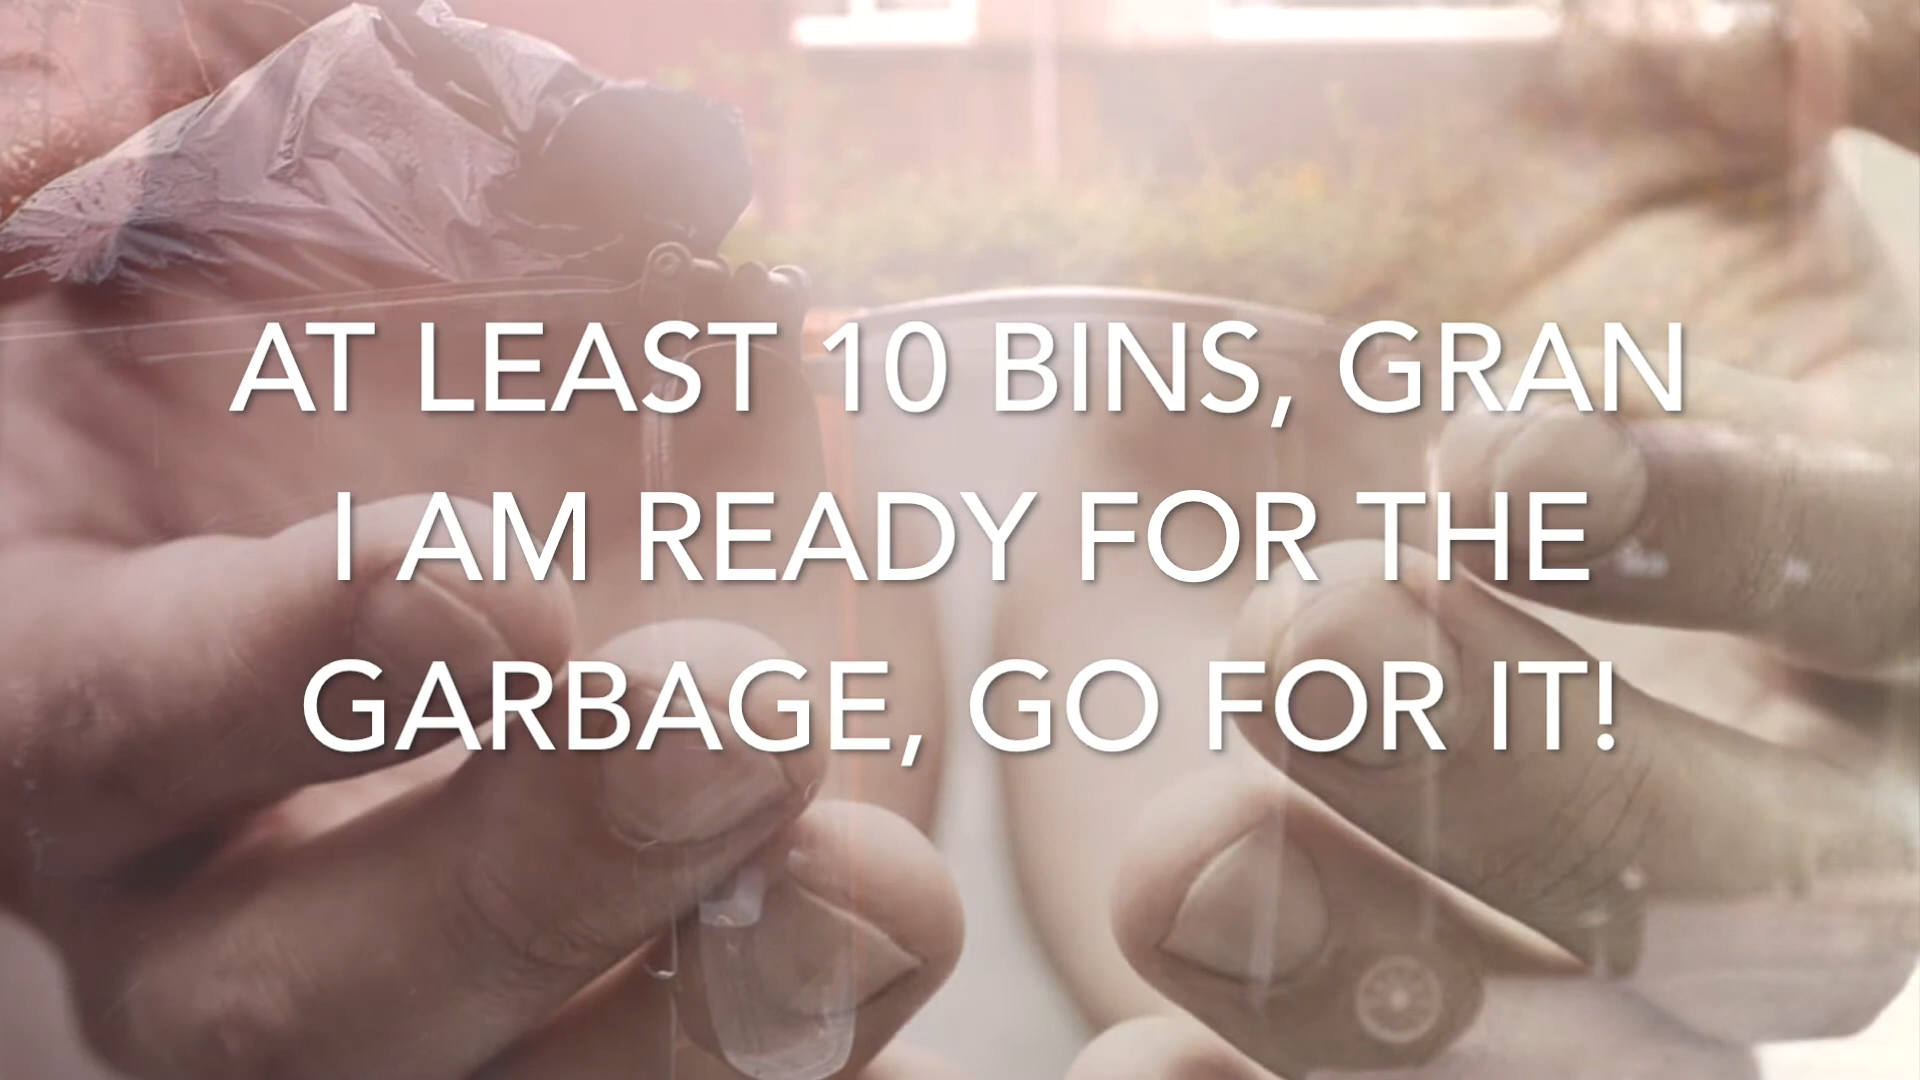 AT LEAST 10 BINS, GRAN
I AM READY FOR THE
GARBAGE, GO FOR IT!